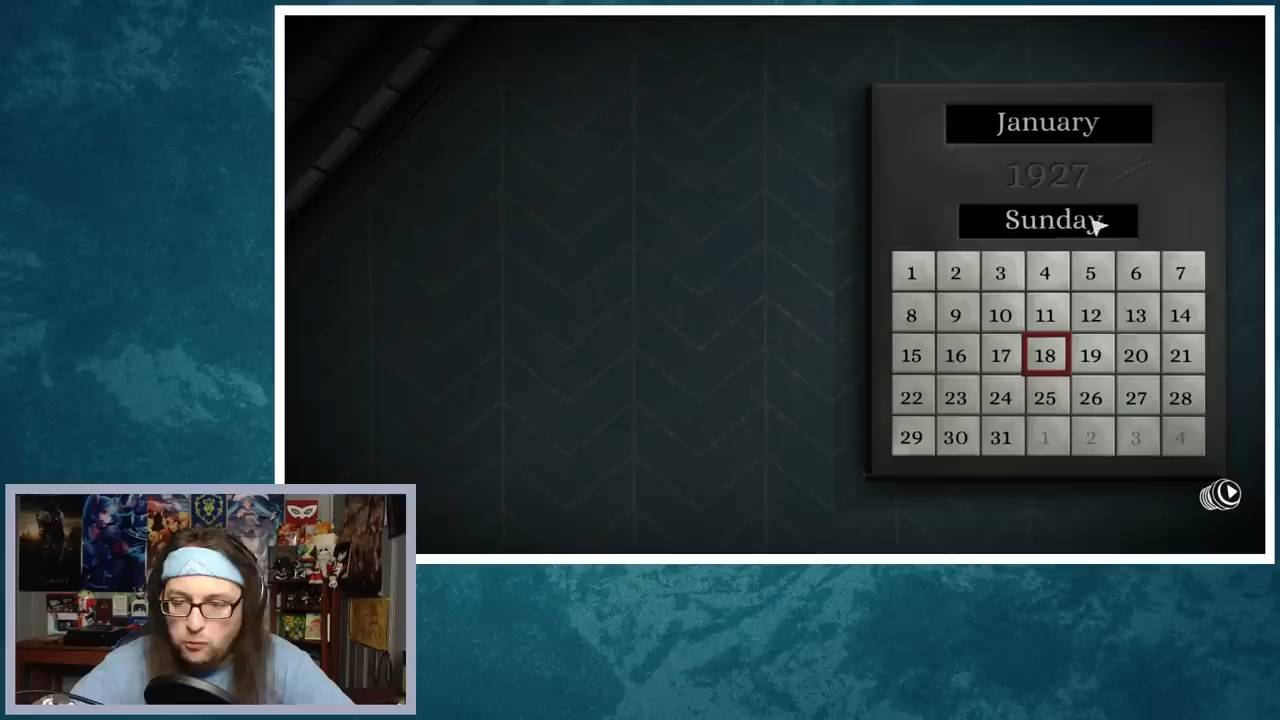 January
1927
Sunday
1 2 3 4 5 6 7
8 9 10 11 12 13 14
15 16 17 18 19 20 21
22 23 24 25 26 27 28
29 30 31 1 2 3 4